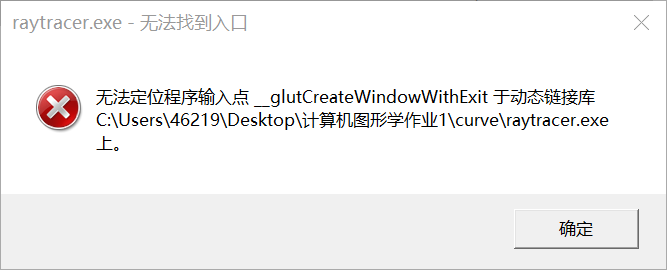 raytracer.exe - 无法找到入口
无法定位程序输入点 __glutCreateWindowWithExit 于动态链接库
C:\Users\46219\Desktop\计算机图形学作业1\curve\raytracer.exe
上。
确定